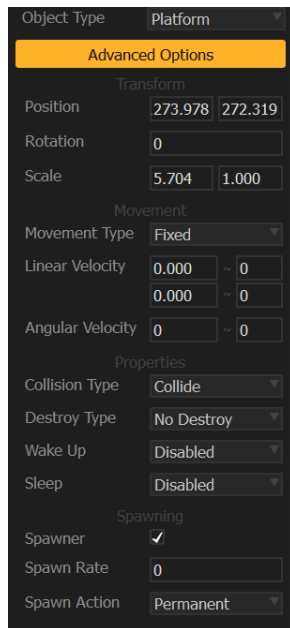 Object Type Platform
Advanced Options
Transform
Position .273.978 272.319
Rotation 0
Scale 5.704 1.000
Movement
Movement Type Fixed
Linear Velocity 0.000 ~ 0
0.000 ~ 0
Angular Velocity 0 ~ 0
Properties
Collision Type Collide
Destroy Type No Destroy
Wake Up Disabled
Sleep Disabled
Spawning
Spawner
Spawn Rate 0
Spawn Action Permanent